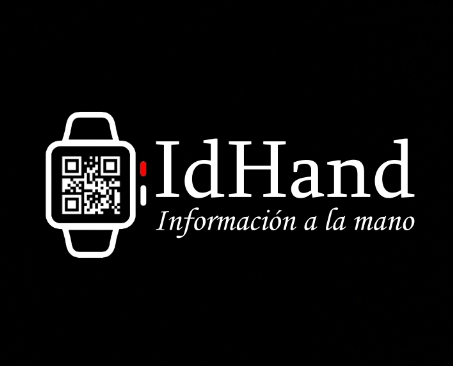 IdHand
Información a la mano